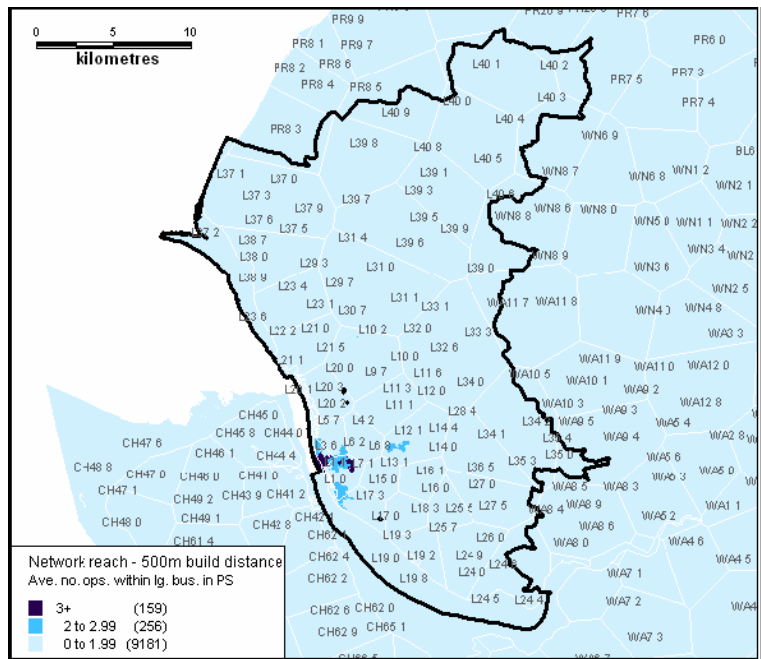 PR9 9
PR7 8
PR8 1
PR9 7
PR6 0
PR8 2
PR8 6
L40 1
L40 2
PR7 3
PR8 4
PR8 5
PR7 5
L40 0
L40 3
PR7 4
L40 9
L40 4
PR8 3
WN6 9
L39 8
L40 8
BL6
L40 5
L37 1
L37 0
L39 1
WN8 7
WN6 8
WN1 2
WN2 1
L37 3
L39 7
L39 3
L37 9
WN8 8
WN8 6
WN8 0
L37 6
L37 5
L39 5
L39 9
WN5 0
WN1 1
WN2 2
L38 7
L31 4
L39 6
WN3 4
WN2
L38 0
L29 3
L31 0
L39 0
WN8 9
WN3 6
L38 9
L23 4
L29 7
WN2 5
L23 1
L30 7
L31 1
L33 1
WA11 7
WA11 8
WN4 3
WN4 8
L23 6
L22 2
L21 0
L10 2
L32 0
L33 3
WA3 3
L21 5
L32 6
L20 0
L9 7
L10 0
L11 6
WA11 9
WA11 0
WA12 0
WA10 5
WA10 1
L20 3
L11 3
L12 0
L34 0
WA9 2
L20 2
L11 1
L28 4
WA10 3
WA9 3
WA12 8
CH45 0
L5 7
L4 2
WA9 5
WA5 4
CH45 8
CH44 0
L12 1
L14 4
L34 1
WA9 4
WA2 8
CH47 6
L3 6
L6 2
L6 8
L14 0
CH46 1
CH44 4
L7 1
L13 1
L35 3
L35 0
WA5 6
CH48 8
CH47 0
CH46 0
CH41 0
L1 0
L15 0
L16 1
L36 5
WA5 0
CH47 1
CH49 2
CH43 9
CH41 2
L17 3
L16 0
L27 0
WA8 5
WA8 3
CH48 0
CH49 1
CH42 8
L17 0
L18 3
L27 5
WA8 4
WA8 9
WA5 2
WA1 1
L25 7
WA8 6
CH61 4
L19 3
L26 0
WA8 0
WA4 6
CH62 4
L19 0
L19 2
L24 9
WA4 5
CH62 2
L19 8
L24 0
WA7 1
L24 5
L24 4
WA7 2
WA4
CH62 6
CH62 0
CH62 9
CH65 1
WA7 3
0 5 10
kilometres
Network reach - 500m build distance
Ave. no. ops. within lg. bus. in PS
3+ (159)
2 to 2.99 (256)
0 to 1.99 (9181)